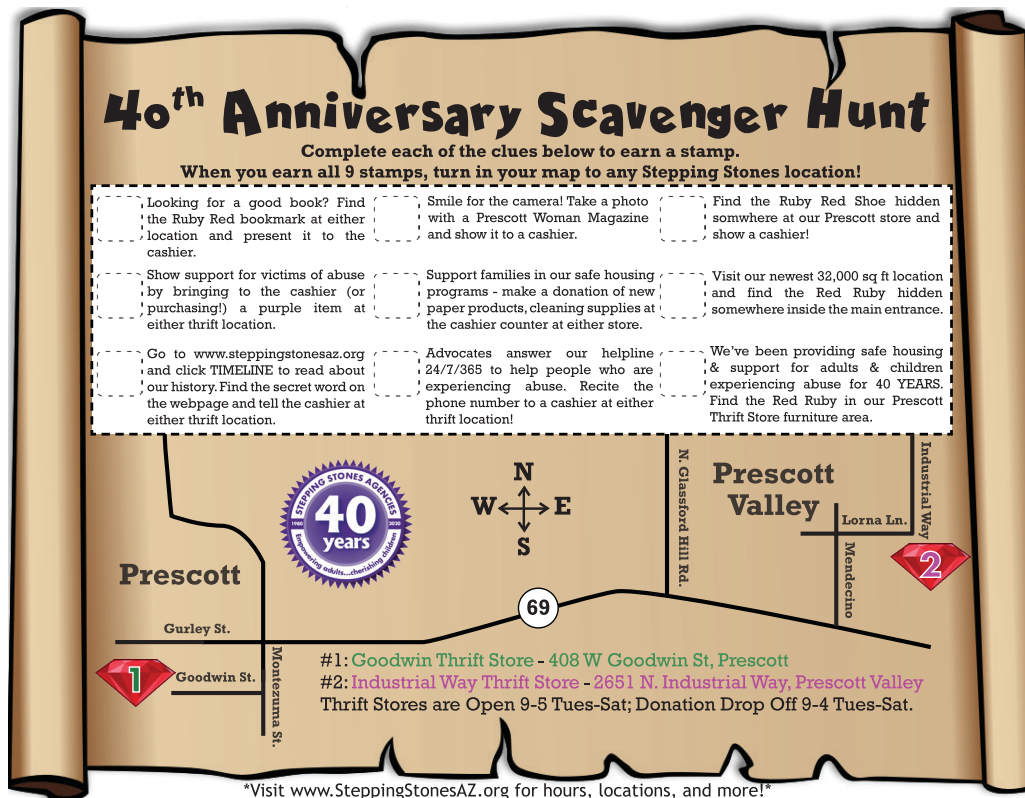 40th Anniversary Scavenger Hunt
Complete each of the clues below to earn a stamp.
When you earn all 9 stamps, turn in your map to any Stepping Stones location!
Looking for a good book? Find
the Ruby Red bookmark at either
location and present it to the
cashier.
Smile for the camera! Take a photo
with a Prescott Woman Magazine
and show it to a cashier.
Find the Ruby Red Shoe hidden
somwhere at our Prescott store and
show a cashier!
Show support for victims of abuse
by bringing to the cashier (or
purchasing!) a purple item at
either thrift location.
Support families in our safe housing
programs - make a donation of new
paper products, cleaning supplies at
the cashier counter at either store.
Visit our newest 32,000 sq ft location
and find the Red Ruby hidden
somewhere inside the main entrance.
Go to www.steppingstonesaz.org
and click TIMELINE to read about
our history. Find the secret word on
the webpage and tell the cashier at
either thrift location.
Advocates answer our helpline
24/7/365 to help people who are
experiencing abuse. Recite the
phone number to a cashier at either
thrift location!
We've been providing safe housing
& support for adults & children
experiencing abuse for 40 YEARS.
Find the Red Ruby in our Prescott
Thrift Store furniture area.
STEPPING STONES AGENCIES
1980
2020
40
years
Empowering adults...cherishing children
N
W
E
S
N. Glassford Hill Rd.
Prescott
Valley
Industrial Way
Lorna Ln.
Mendecino
2
Prescott
69
Gurley St.
1
Goodwin St.
Montezuma St.
#1: Goodwin Thrift Store - 408 W Goodwin St, Prescott
#2: Industrial Way Thrift Store - 2651 N. Industrial Way, Prescott Valley
Thrift Stores are Open 9-5 Tues-Sat; Donation Drop Off 9-4 Tues-Sat.
*Visit www.SteppingStonesAZ.org for hours, locations, and more!*